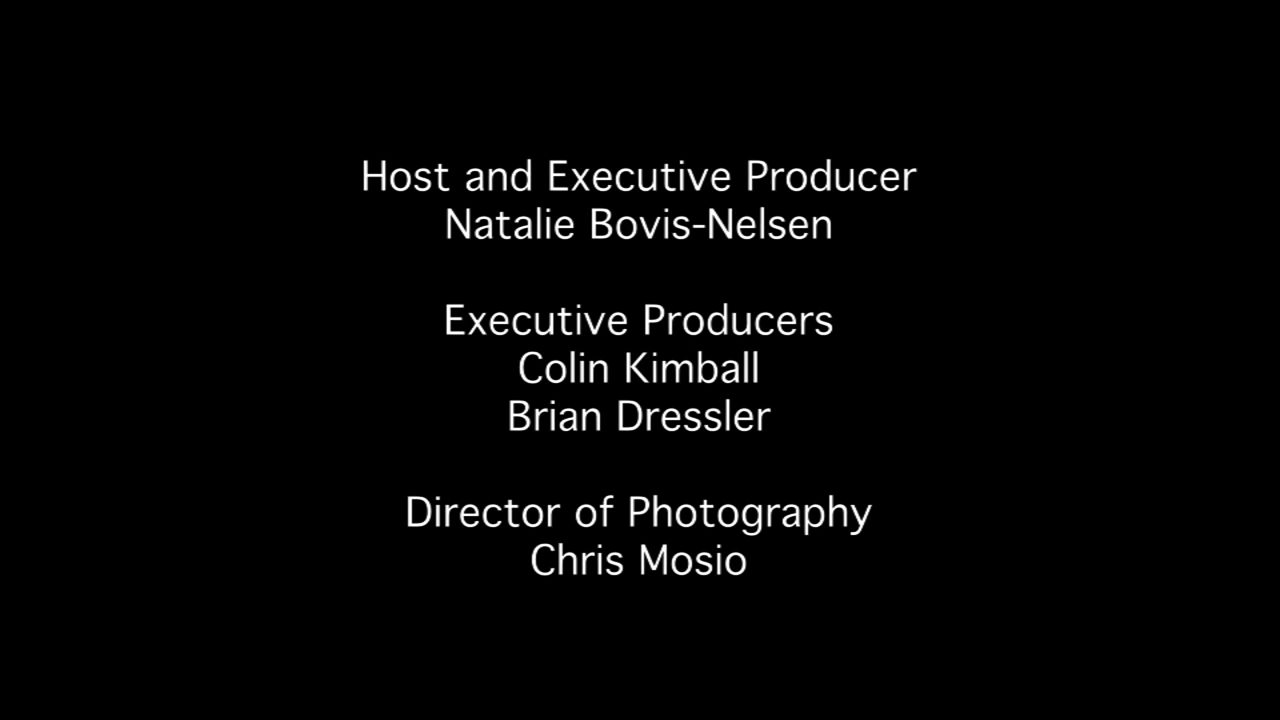 Host and Executive Producer
Natalie Bovis-Nelsen
Executive Producers
Colin Kimball
Brian Dressler
Director of Photography
Chris Mosio